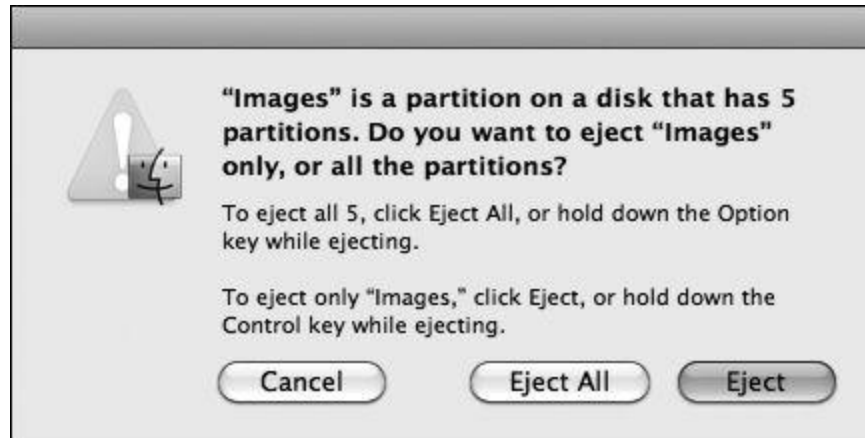 “Images” is a partition on a disk that has 5
partitions. Do you want to eject “Images”
only, or all the partitions?
To eject all 5, click Eject All, or hold down the Option
key while ejecting.
To eject only “Images,” click Eject, or hold down the
Control key while ejecting.
Cancel
Eject All
Eject